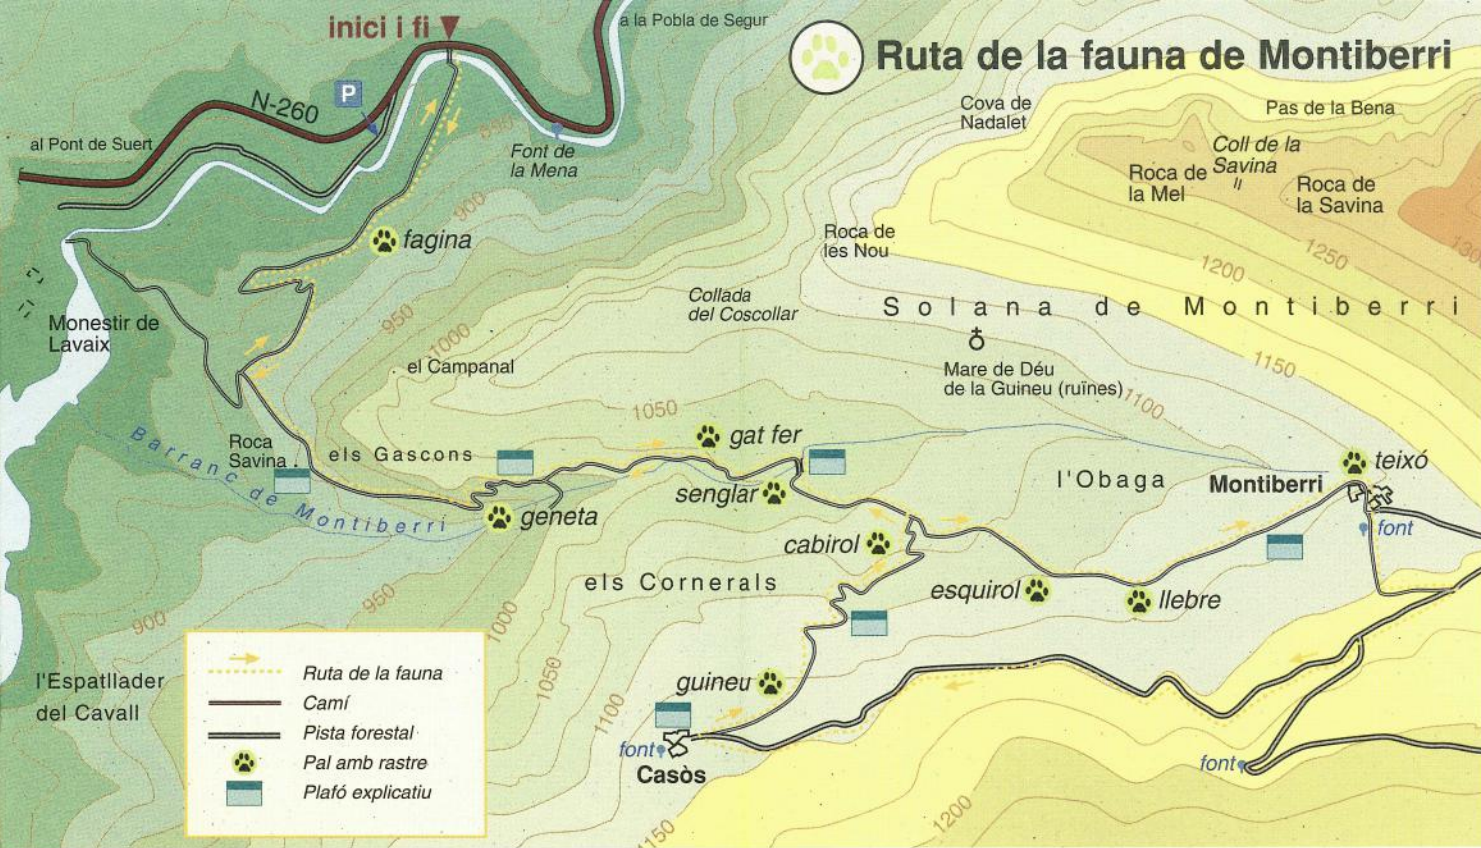 inici i fi
a la Pobla de Segur
Ruta de la fauna de Montiberri
P
N-260
al Pont de Suert
Cova de
Nadalet
Pas de la Bena
850
Font de
la Mena
Coll de la
Savina
Roca de
la Mel
Roca de
la Savina
900
fagina
Roca de
les Nou
1200
1250
130
Collada
del Coscollar
Solana de Montiberri
Monestir de
Lavaix
950
1000
el Campanal
Mare de Déu
de la Guineu (ruïnes)
1150
1100
1050
Roca
Savina
els Gascons
gat fer
teixó
Barranc de Montiberri
senglar
l'Obaga
Montiberri
geneta
font
cabirol
els Cornerals
esquirol
llebre
900
950
1000
l'Espatllader
del Cavall
1050
1100
guineu
font
Casòs
font
1150
1200
Ruta de la fauna
Camí
Pista forestal
Pal amb rastre
Plafó explicatiu